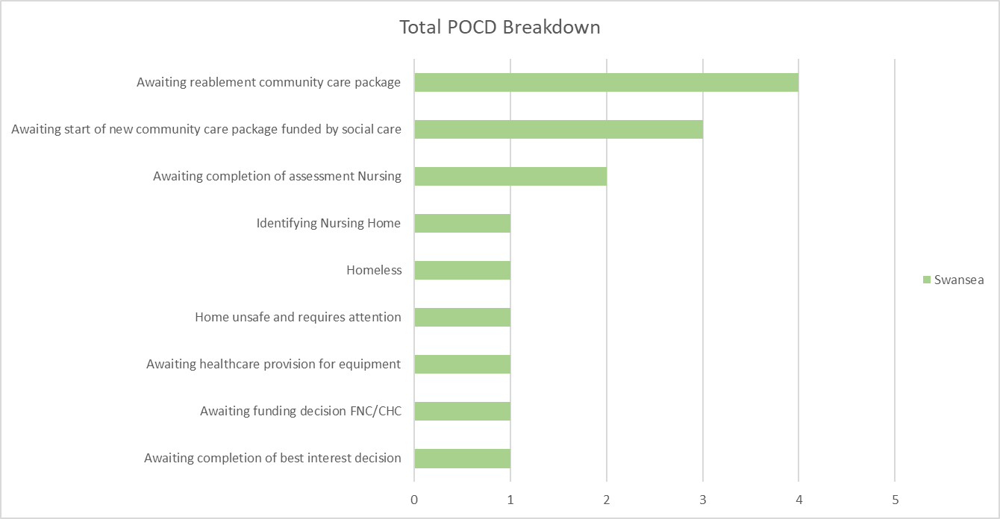 Total POCD Breakdown
Awaiting reablement community care package
Awaiting start of new community care package funded by social care
Awaiting completion of assessment Nursing
Identifying Nursing Home
Homeless
Home unsafe and requires attention
Awaiting healthcare provision for equipment
Awaiting funding decision FNC/CHC
Awaiting completion of best interest decision
0 1 2 3 4 5
Swansea